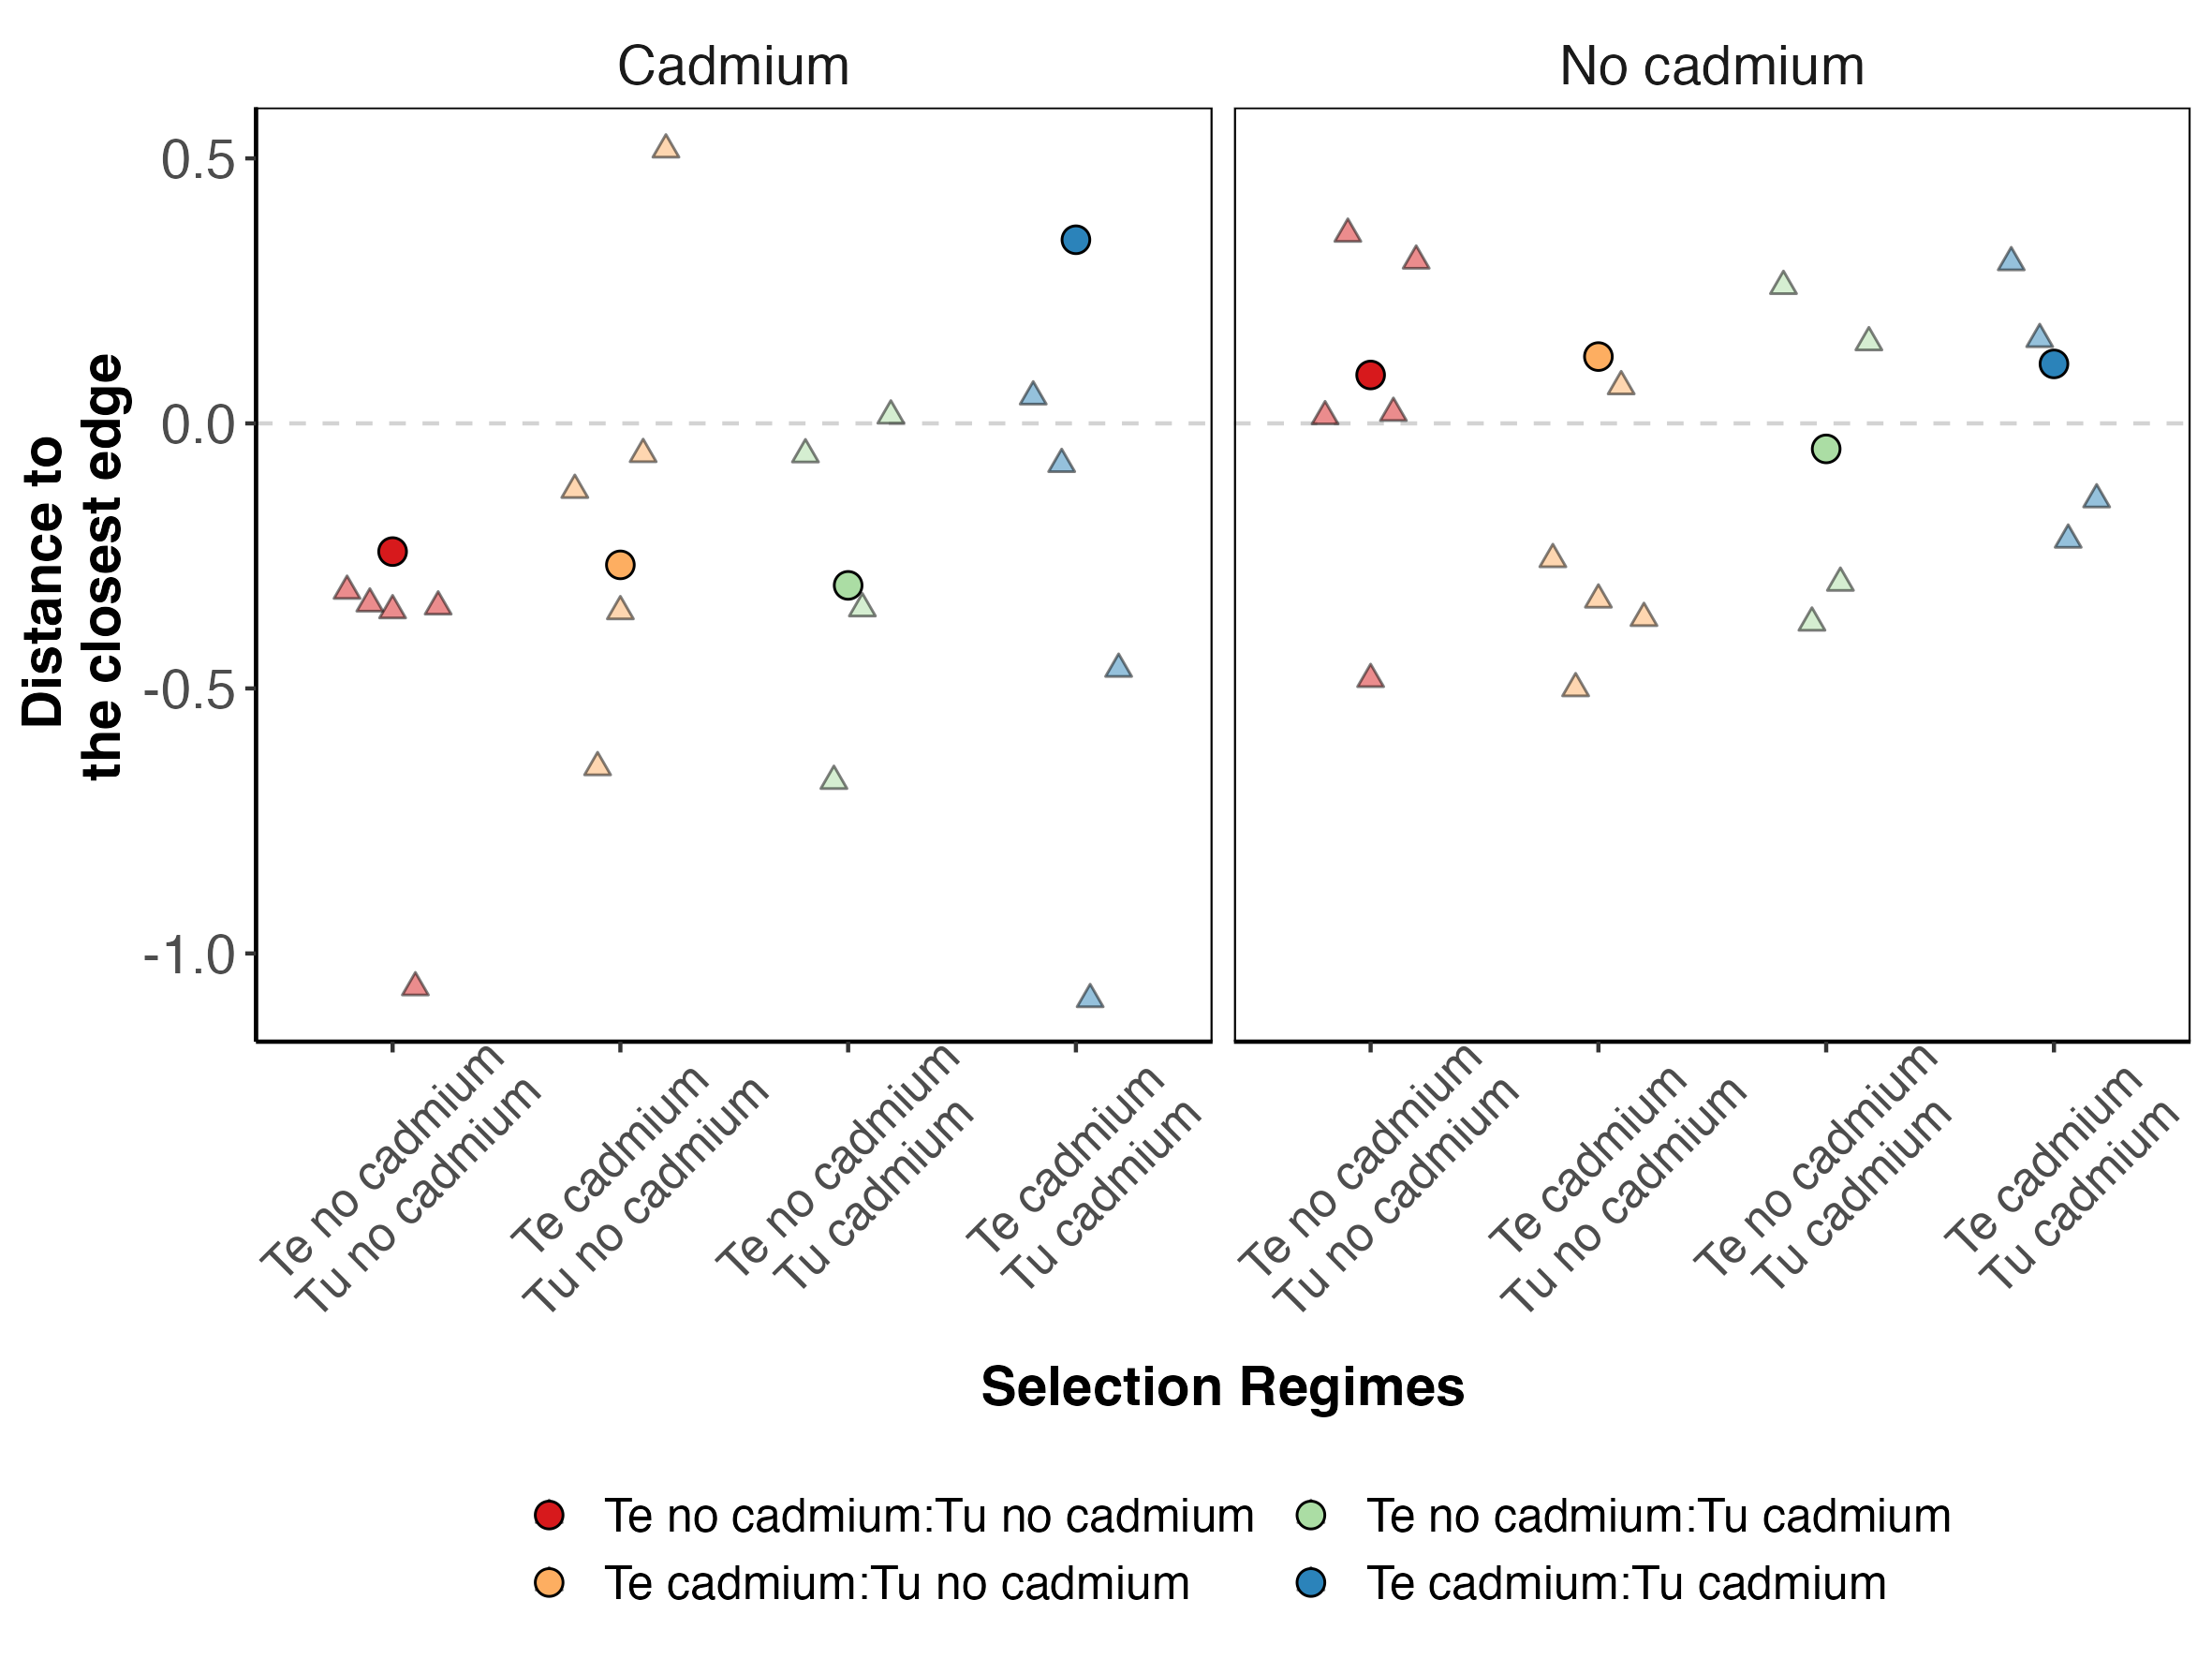 Cadmium
No cadmium
Distance to
the closest edge
0.5
0.0
-0.5
-1.0
Te no cadmium
Tu no cadmium
Te cadmium
Tu no cadmium
Te no cadmium
Tu cadmium
Te cadmium
Tu cadmium
Te no cadmium
Tu no cadmium
Te cadmium
Tu no cadmium
Te no cadmium
Tu cadmium
Te cadmium
Tu cadmium
Selection Regimes
Te no cadmium:Tu no cadmium
Te cadmium:Tu no cadmium
Te no cadmium:Tu cadmium
Te cadmium:Tu cadmium